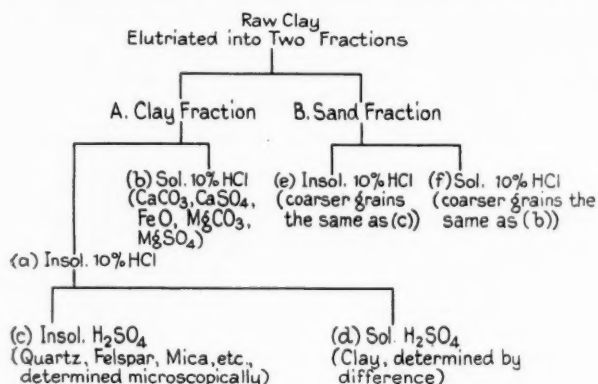 Raw Clay
Elutriated into Two Fractions
A. Clay Fraction
B. Sand Fraction
(b) Sol. 10% HCl
(CaCO₃, CaSO₄,
FeO, MgCO₃,
MgSO₄)
(e) Insol. 10% HCl
(coarser grains
the same as (c))
(f) Sol. 10% HCl
(coarser grains the
same as (b))
(a) Insol. 10% HCl
(c) Insol. H₂SO₄
(Quartz, Felspar, Mica, etc.,
determined microscopically)
(d) Sol. H₂SO₄
(Clay, determined by
difference)